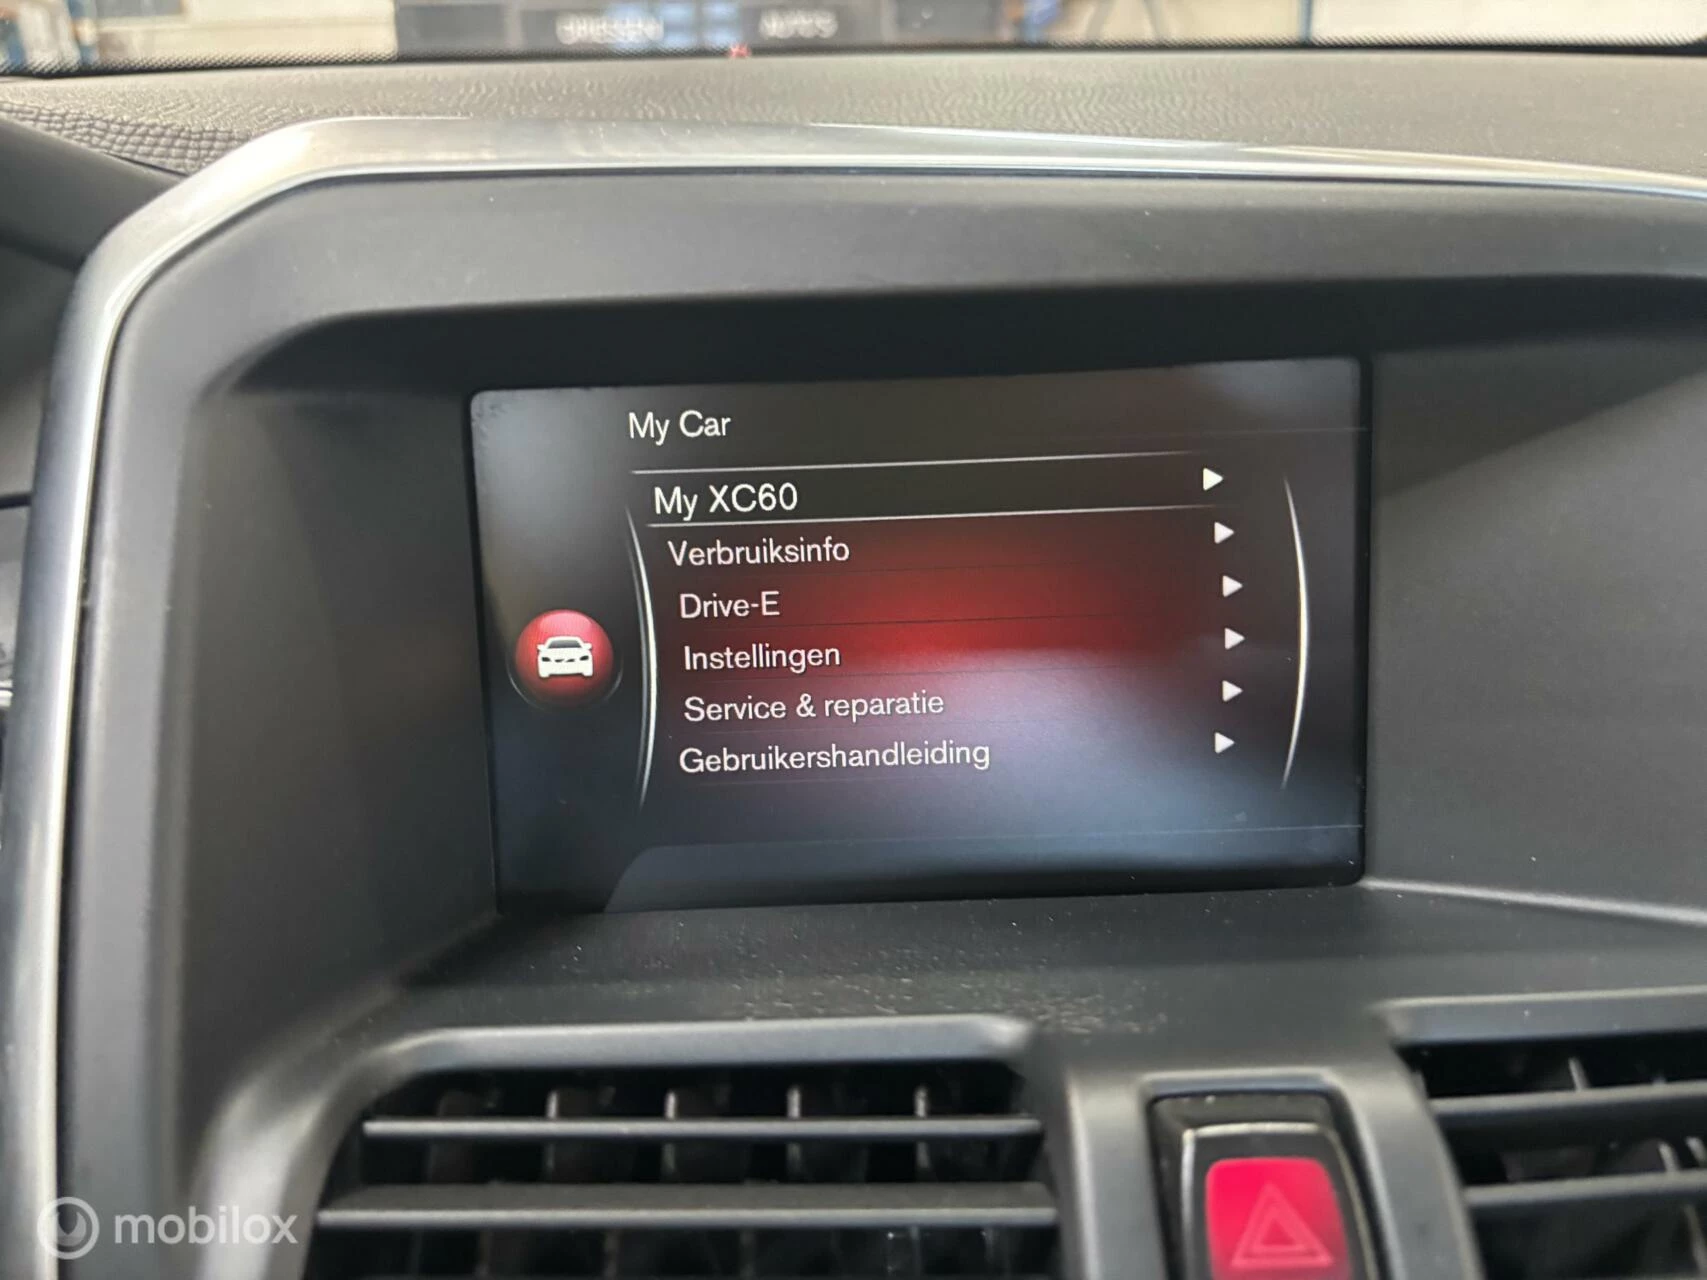 My Car
My XC60
Verbruiksinfo
Drive-E
Instellingen
Service & reparatie
Gebruikershandleiding
mobilox